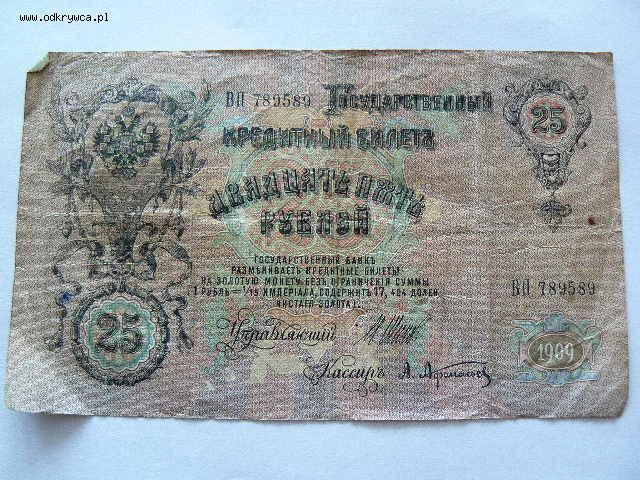 www.odkrywca.pl
ВП 789589 Государственный
25
КРЕДИТНЫЙ БИЛЕТЪ
ДВАДЦАТЬ ПЯТЬ
РУБЛЕЙ
ГОСУДАРСТВЕННЫЙ БАНКЪ
РАЗМѢНИВАЕТЪ КРЕДИТНЫЕ БИЛЕТЫ
НА ЗОЛОТУЮ МОНЕТУ БЕЗЪ ОГРАНИЧЕНІЯ СУММЫ
1 РУБЛЬ = 1/15 ИМПЕРІАЛА, СОДЕРЖИТЪ 17,424 ДОЛЕЙ
ЧИСТАГО ЗОЛОТА
ВП 789589
25
Управляющій
1909
Кассиръ А. Афанасьев